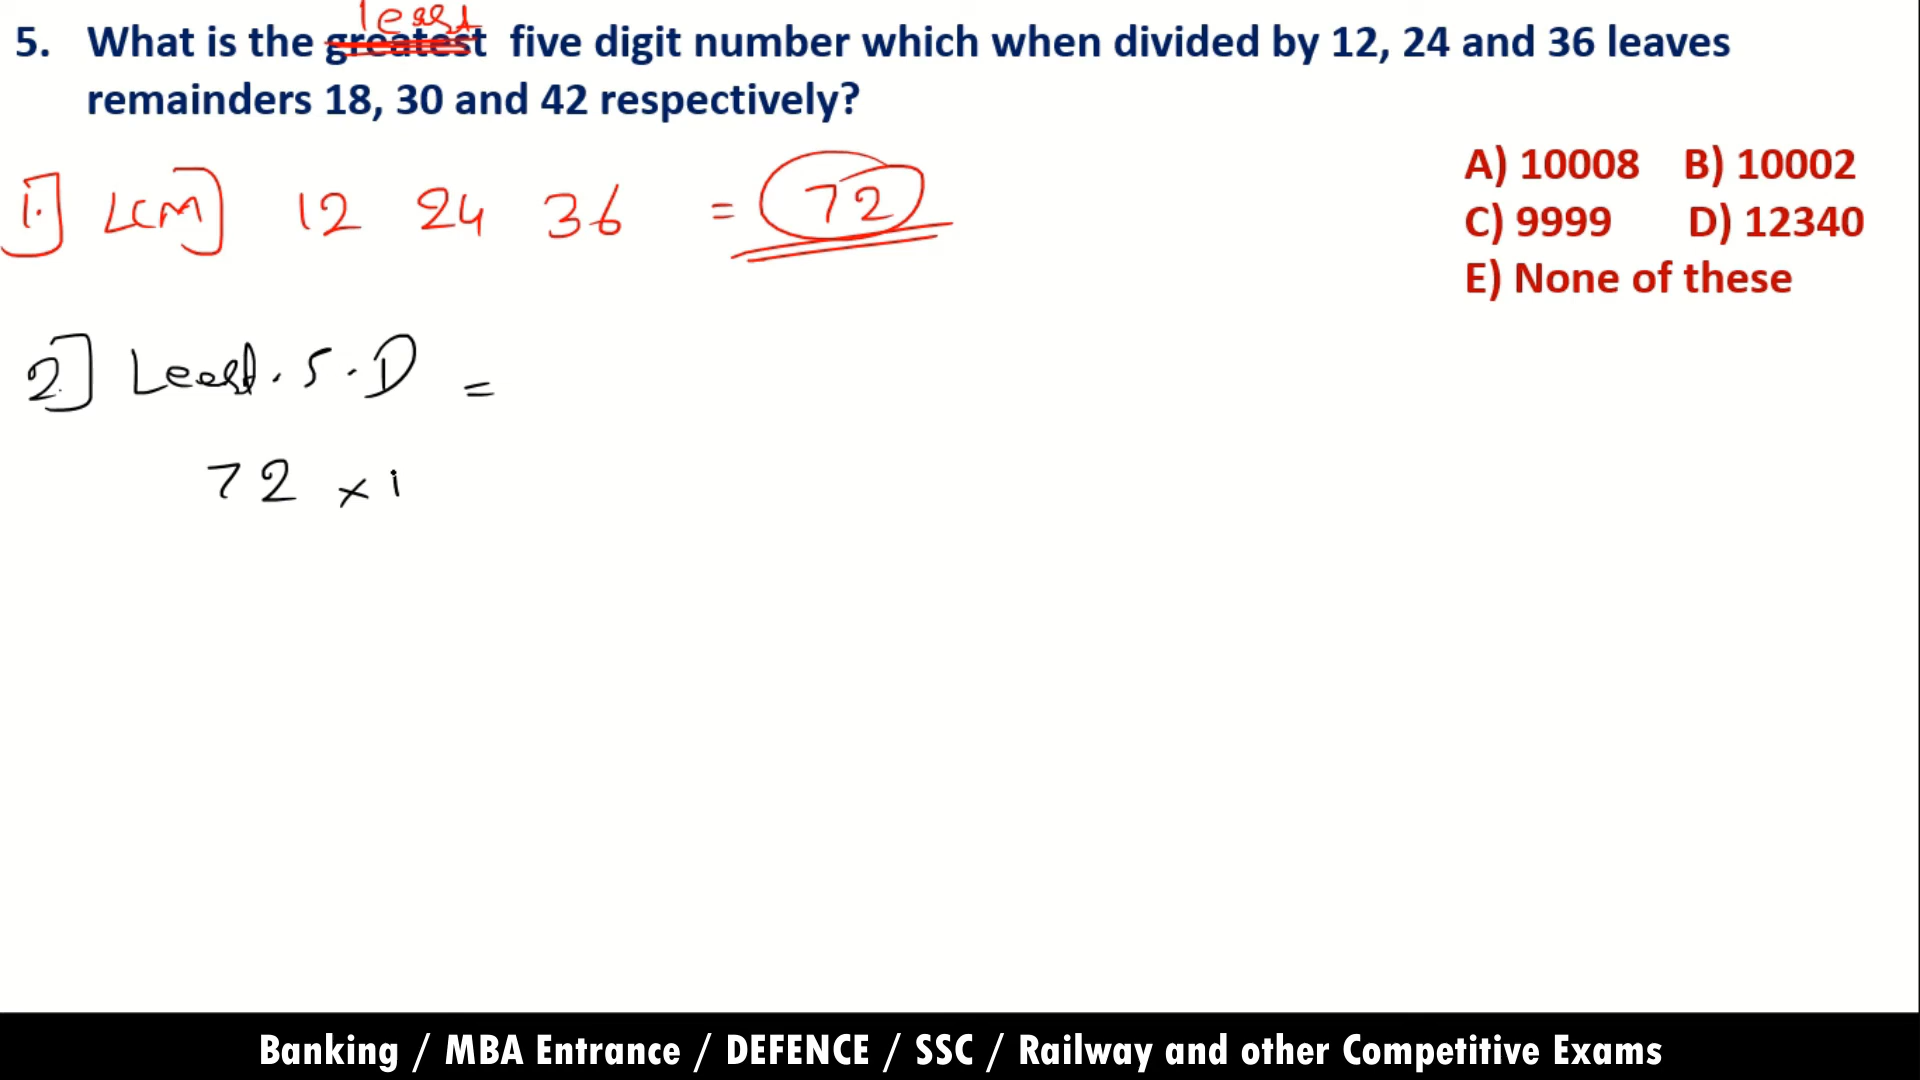 least
5. What is the greatest five digit number which when divided by 12, 24 and 36 leaves
remainders 18, 30 and 42 respectively?
A) 10008 B) 10002
C) 9999 D) 12340
E) None of these
1.] LCM] 12 24 36 = 72
2.] Least. 5. D =
72 × 1
Banking / MBA Entrance / DEFENCE / SSC / Railway and other Competitive Exams